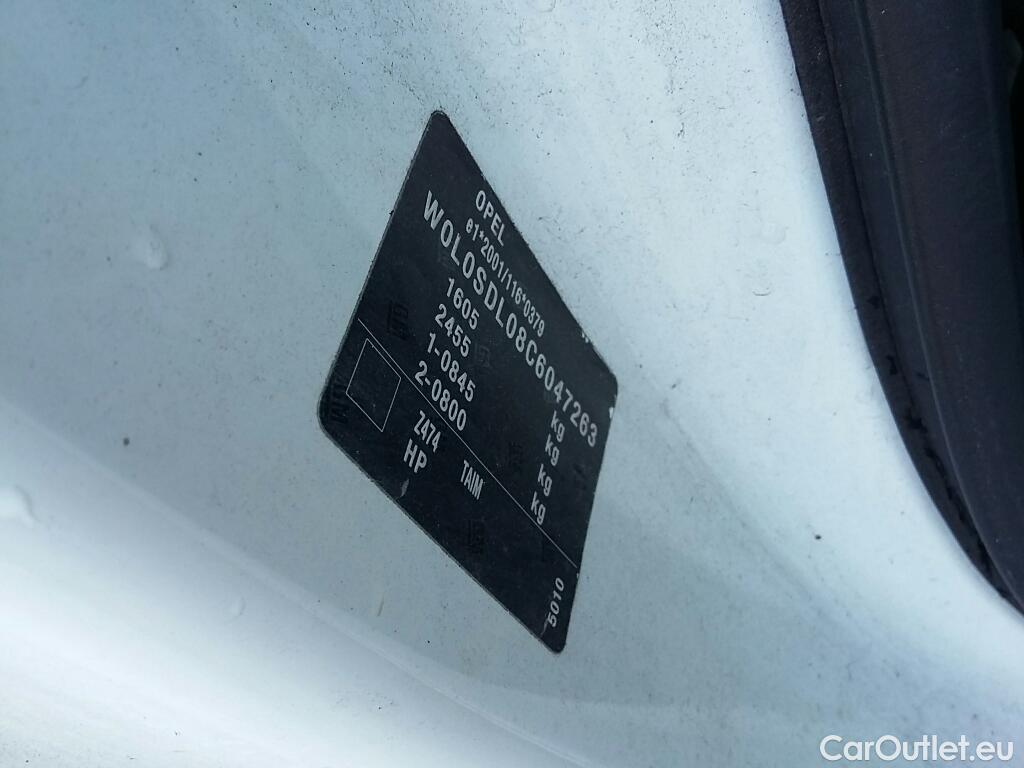 OPEL
e1*2001/116*0379
W0L0SDL08C6047263
1605 kg
2455 kg
1-0845 kg
2-0800 kg
Z474 TAIM
HP
5010
CarOutlet.eu